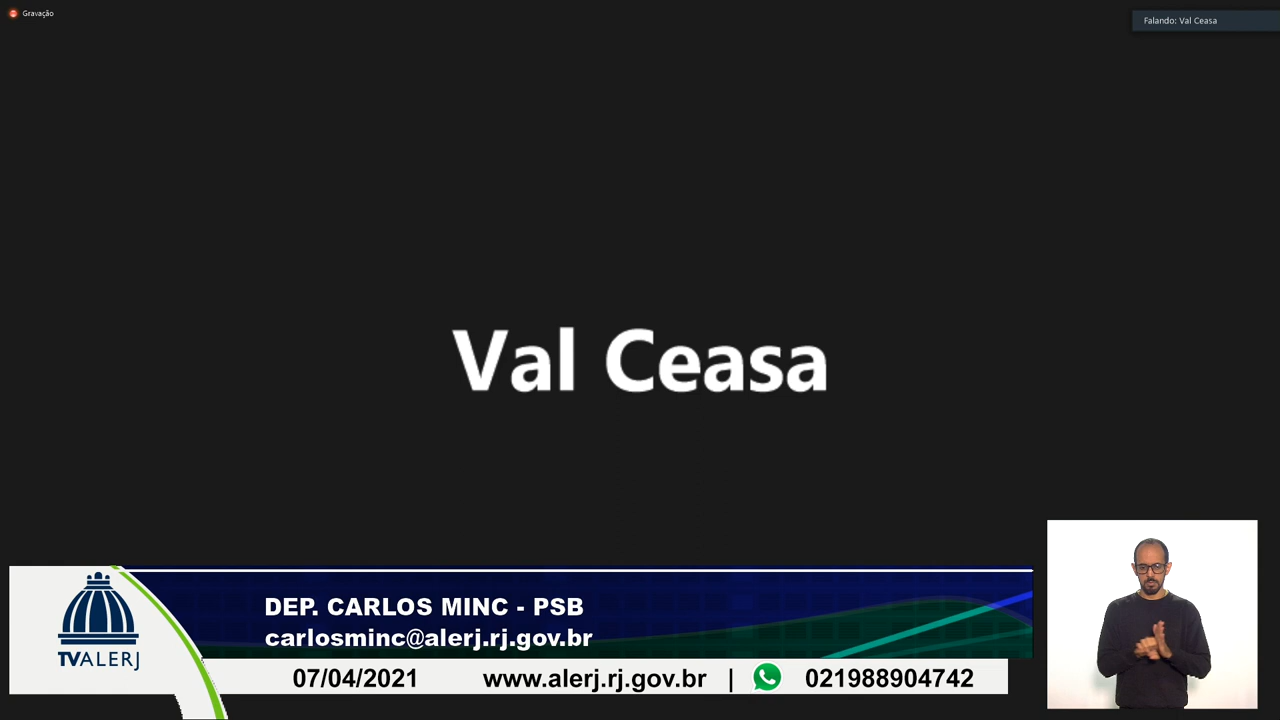 Gravação
Falando: Val Ceasa
Val Ceasa
DEP. CARLOS MINC - PSB
carlosminc@alerj.rj.gov.br
TVALERJ
07/04/2021 www.alerj.rj.gov.br | 021988904742